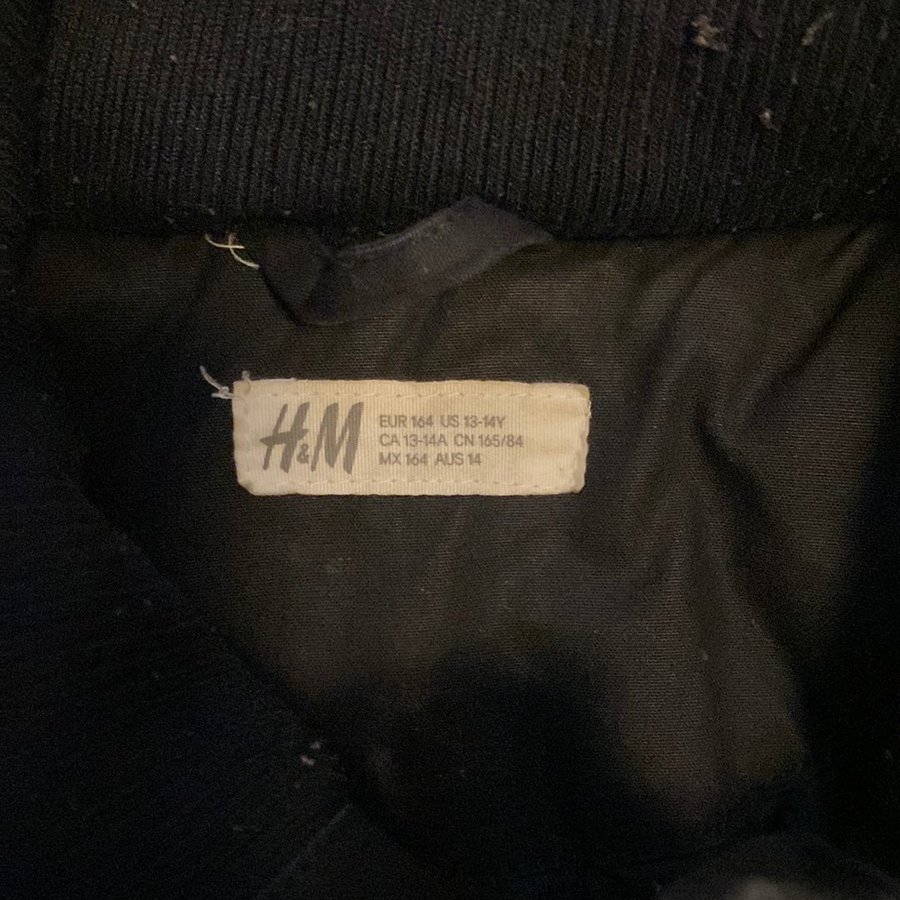 H&M
EUR 164 US 13-14Y
CA 13-14A CN 165/84
MX 164 AUS 14